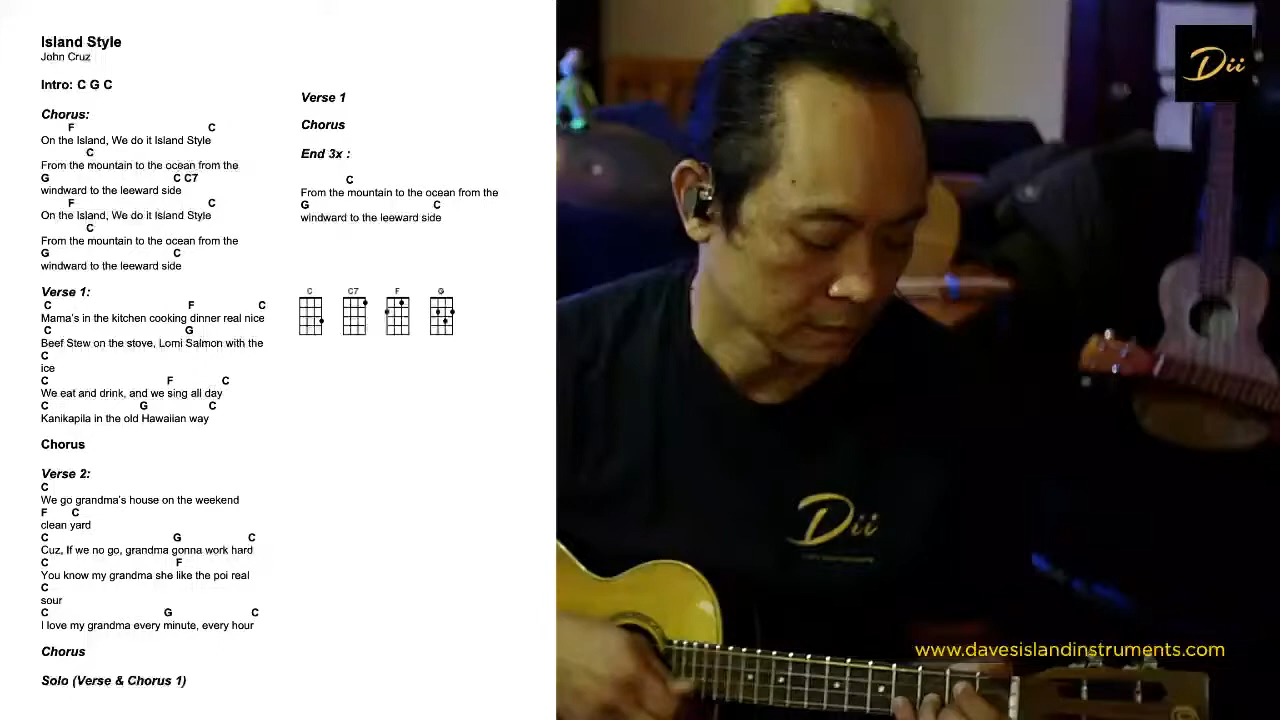 Island Style
John Cruz
Intro: C G C
Chorus:
F C
On the Island, We do it Island Style
C
From the mountain to the ocean from the
G C C7
windward to the leeward side
F C
On the Island, We do it Island Style
C
From the mountain to the ocean from the
G C
windward to the leeward side
Verse 1:
C F C
Mama's in the kitchen cooking dinner real nice
C G
Beef Stew on the stove, Lomi Salmon with the
C
ice
C F C
We eat and drink, and we sing all day
C G C
Kanikapila in the old Hawaiian way
Chorus
Verse 2:
C
We go grandma's house on the weekend
F C
clean yard
C G C
Cuz, If we no go, grandma gonna work hard
C F
You know my grandma she like the poi real
C
sour
C G C
I love my grandma every minute, every hour
Chorus
Solo (Verse & Chorus 1)
Verse 1
Chorus
End 3x :
C
From the mountain to the ocean from the
G C
windward to the leeward side
C C7 F G
Dii
Dii
www.davesislandinstruments.com